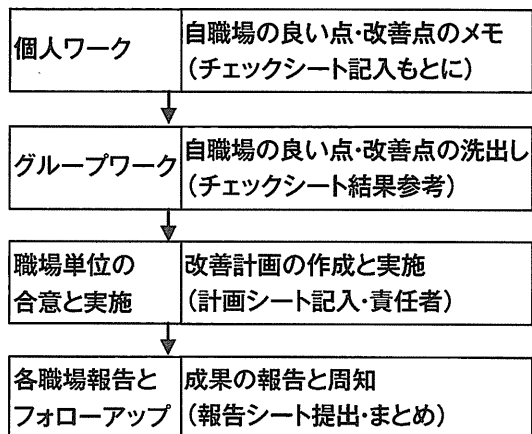 個人ワーク
自職場の良い点・改善点のメモ
(チェックシート記入もとに)
グループワーク
自職場の良い点・改善点の洗出し
(チェックシート結果参考)
職場単位の
合意と実施
改善計画の作成と実施
(計画シート記入・責任者)
各職場報告と
フォローアップ
成果の報告と周知
(報告シート提出・まとめ)